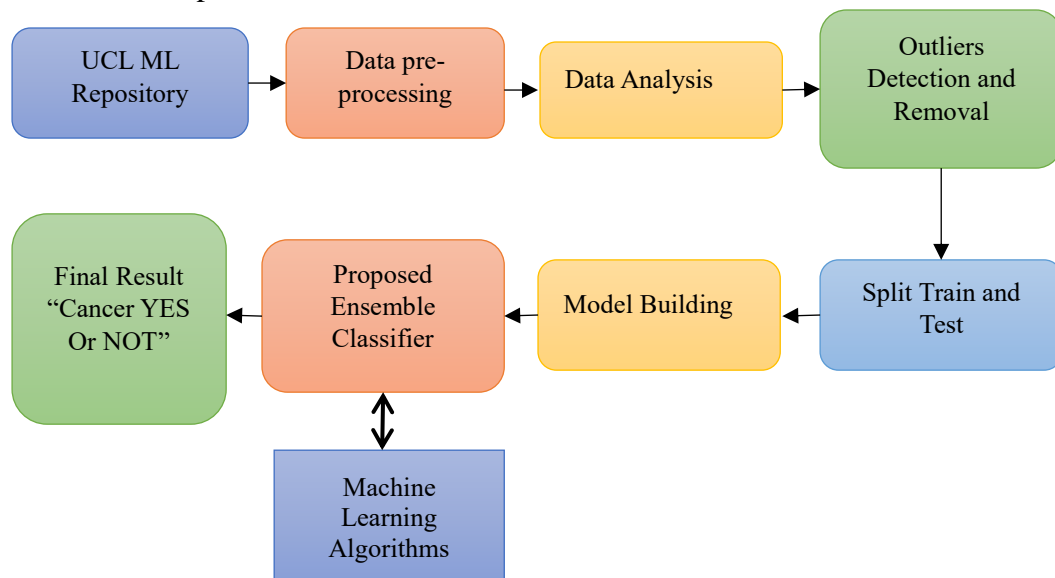 UCL ML
Repository
Data pre-
processing
Data Analysis
Outliers
Detection and
Removal
Final Result
“Cancer YES
Or NOT”
Proposed
Ensemble
Classifier
Model Building
Split Train and
Test
Machine
Learning
Algorithms